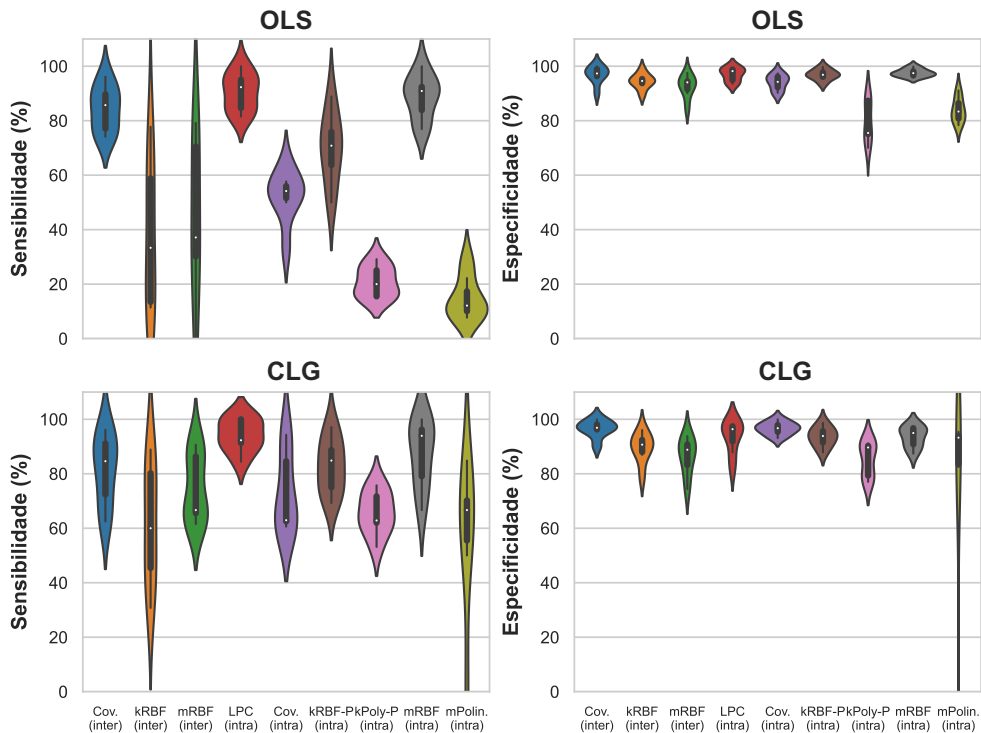 OLS
OLS
Sensibilidade (%)
100
80
60
40
20
0
Especificidade (%)
100
80
60
40
20
0
CLG
CLG
Sensibilidade (%)
100
80
60
40
20
0
Especificidade (%)
100
80
60
40
20
0
Cov. kRBF mRBF LPC Cov. kRBF-P kPoly-P mRBF mPolin.
(inter) (inter) (inter) (intra) (intra) (intra) (intra) (intra) (intra)
Cov. kRBF mRBF LPC Cov. kRBF-P kPoly-P mRBF mPolin.
(inter) (inter) (inter) (intra) (intra) (intra) (intra) (intra) (intra)